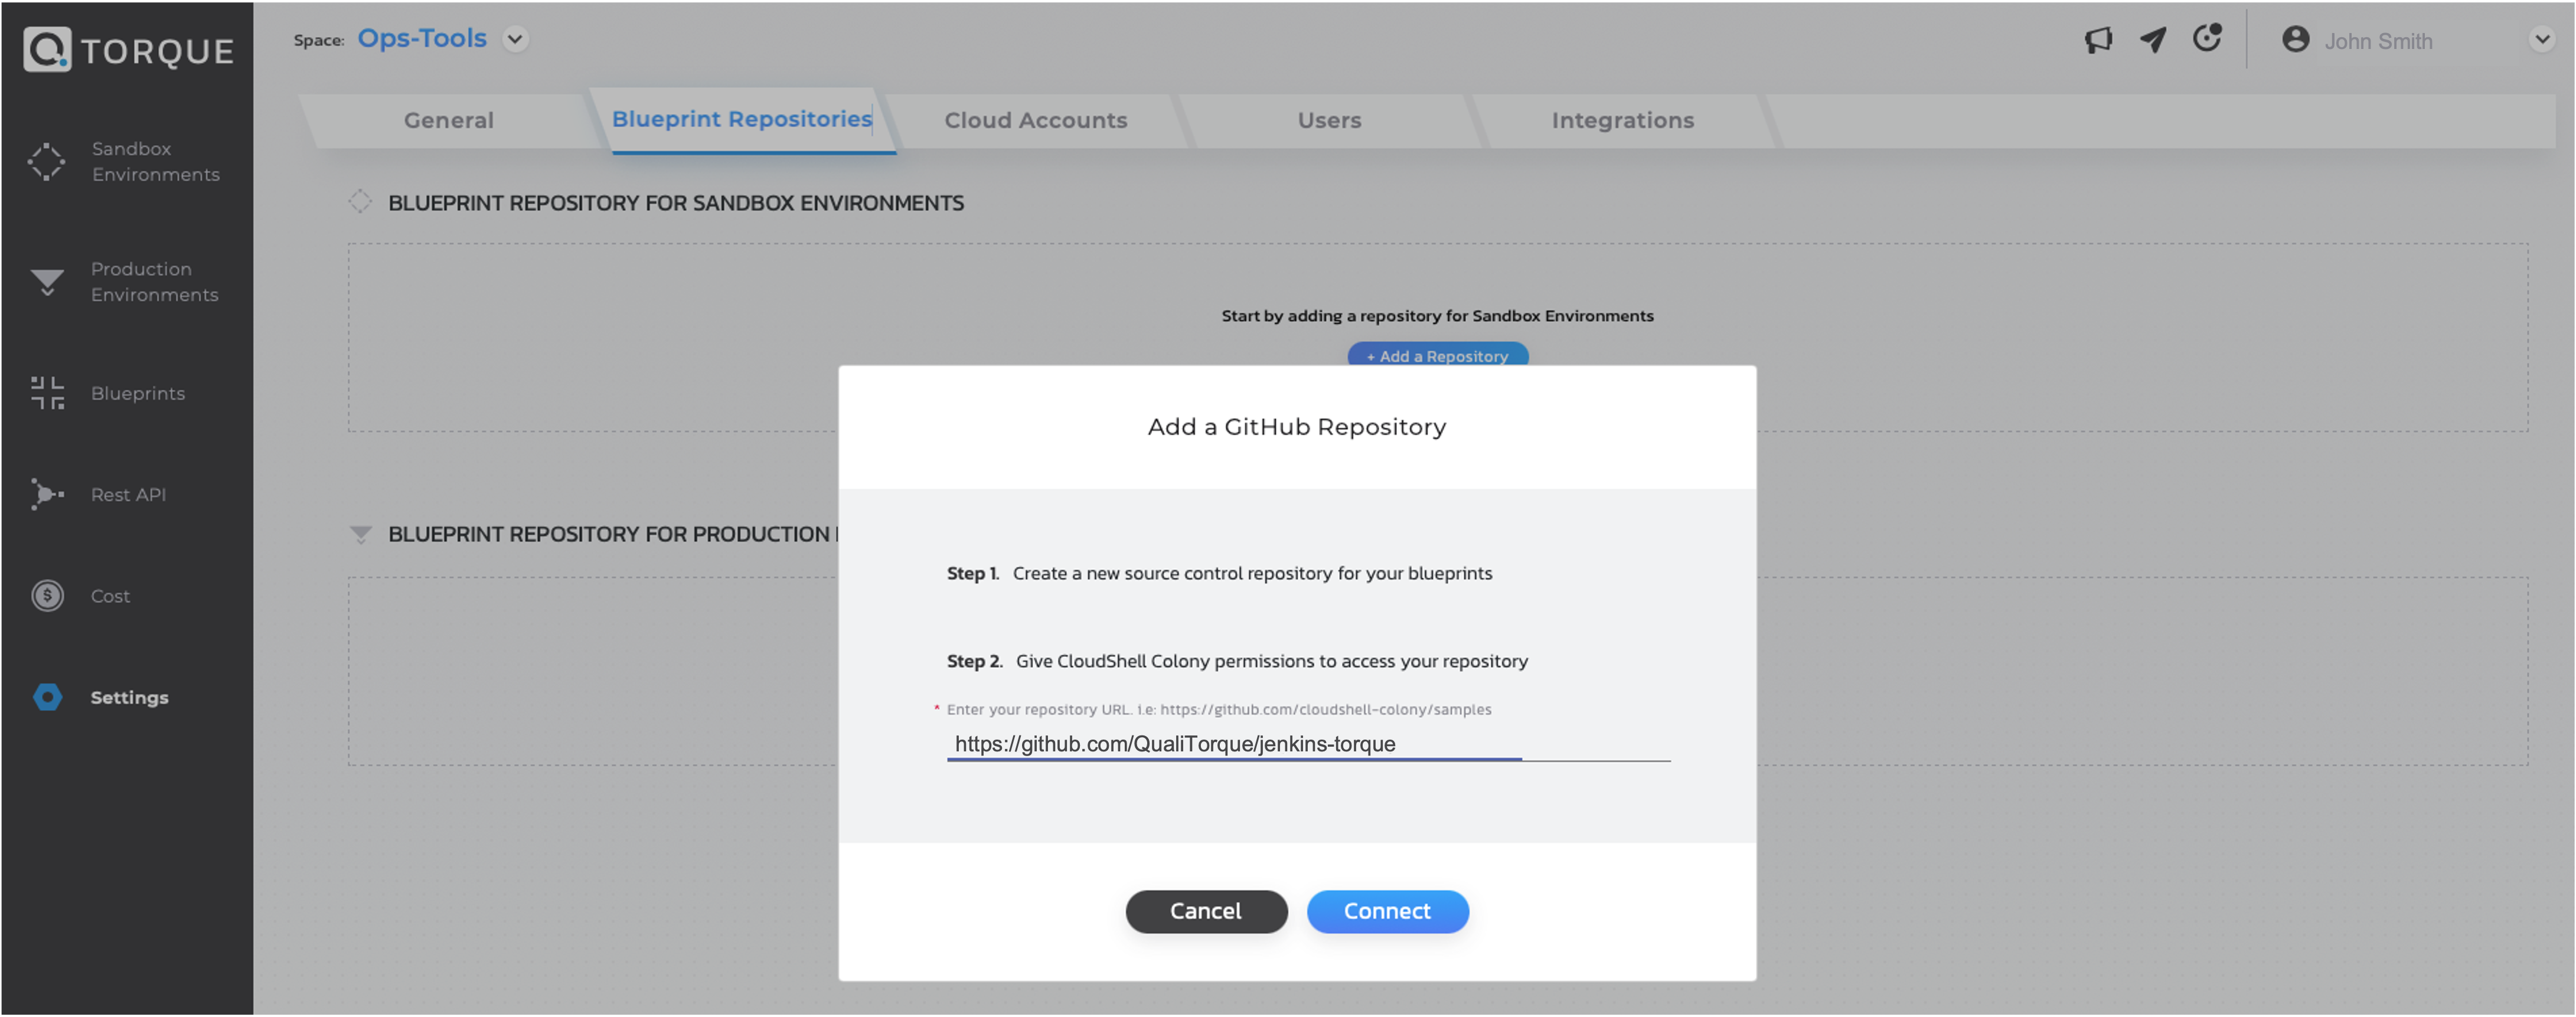 TORQUE
Space: Ops-Tools
John Smith
General
Blueprint Repositories
Cloud Accounts
Users
Integrations
Sandbox
Environments
Production
Environments
Blueprints
Rest API
Cost
Settings
BLUEPRINT REPOSITORY FOR SANDBOX ENVIRONMENTS
Start by adding a repository for Sandbox Environments
+ Add a Repository
BLUEPRINT REPOSITORY FOR PRODUCTION
Add a GitHub Repository
Step 1. Create a new source control repository for your blueprints
Step 2. Give CloudShell Colony permissions to access your repository
* Enter your repository URL. i.e: https://github.com/cloudshell-colony/samples
https://github.com/QualiTorque/jenkins-torque
Cancel
Connect